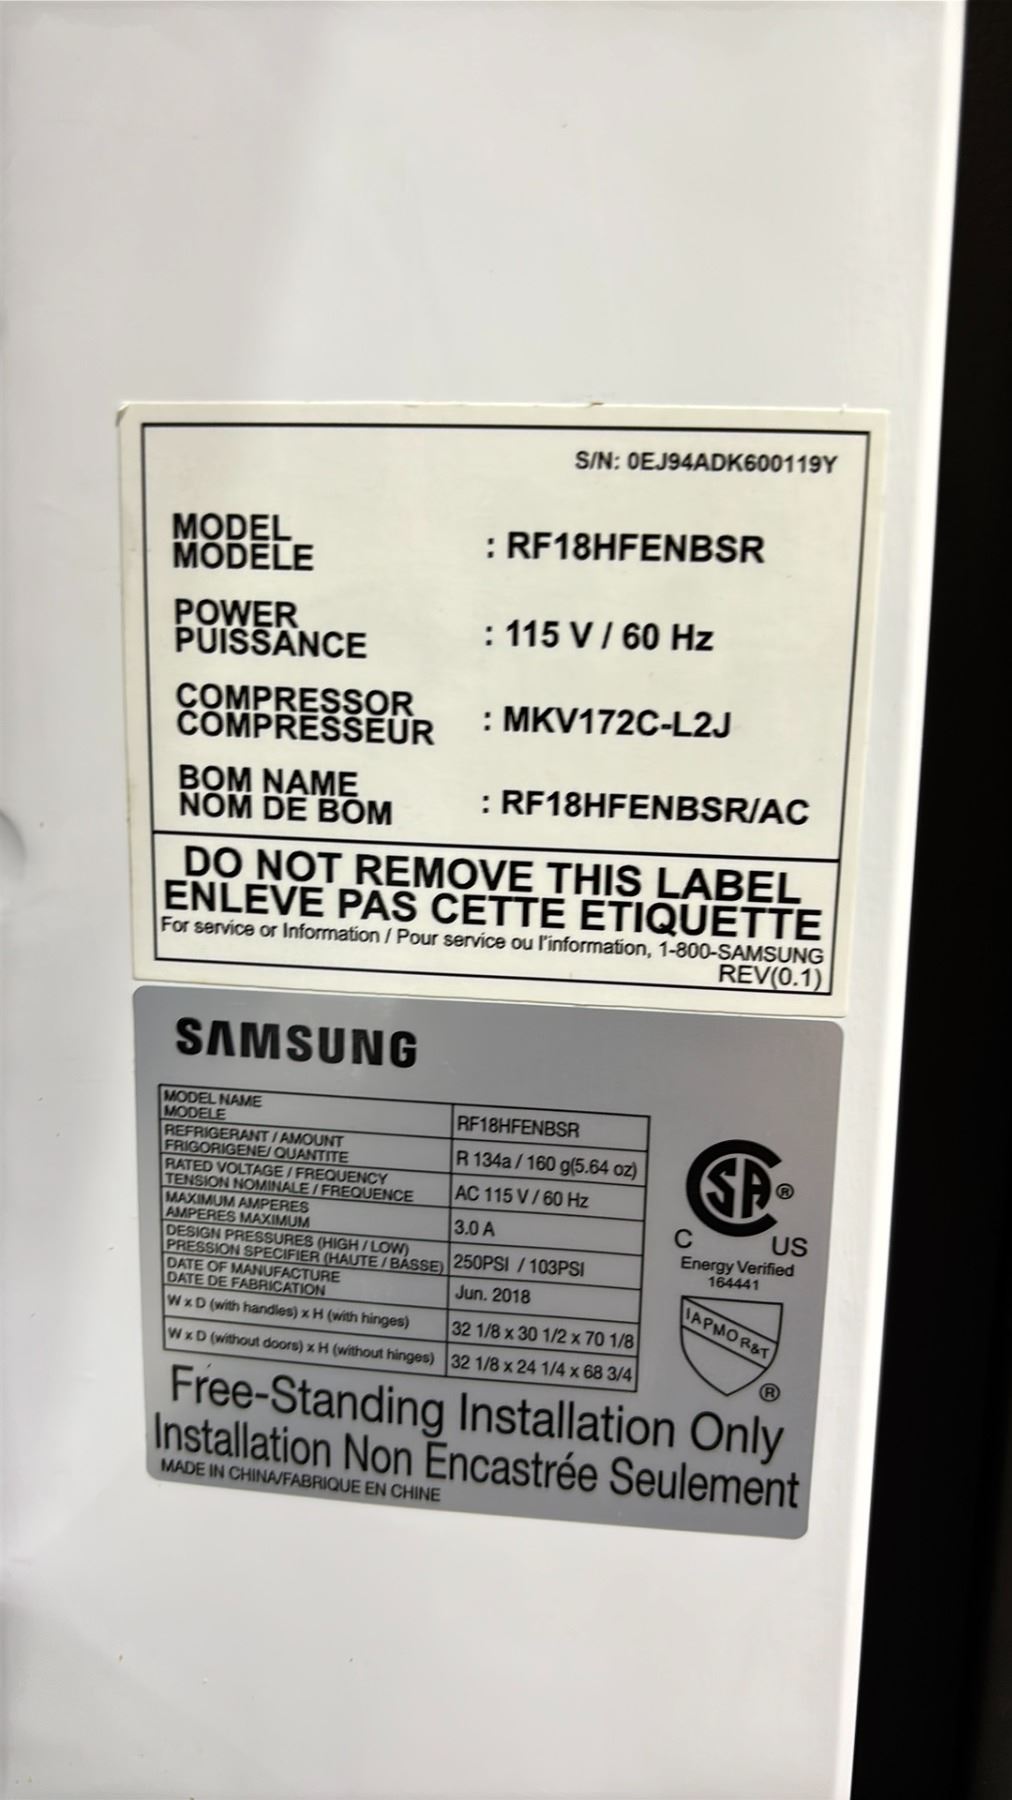 S/N: 0EJ94ADK600119Y
MODEL
MODÈLE : RF18HFENBSR
POWER
PUISSANCE : 115 V / 60 Hz
COMPRESSOR
COMPRESSEUR : MKV172C-L2J
BOM NAME
NOM DE BOM : RF18HFENBSR/AC
DO NOT REMOVE THIS LABEL
ENLEVE PAS CETTE ETIQUETTE
For service or Information / Pour service ou l'information, 1-800-SAMSUNG
REV(0.1)
SAMSUNG
MODEL NAME
MODELE RF18HFENBSR
REFRIGERANT / AMOUNT
FRIGORIGENE/ QUANTITE R 134a / 160 g(5.64 oz)
RATED VOLTAGE / FREQUENCY
TENSION NOMINALE / FREQUENCE AC 115 V / 60 Hz
MAXIMUM AMPERES
AMPERES MAXIMUM 3.0 A
DESIGN PRESSURES (HIGH / LOW)
PRESSION SPECIFIER (HAUTE / BASSE) 250PSI / 103PSI
DATE OF MANUFACTURE
DATE DE FABRICATION Jun. 2018
W x D (with handles) x H (with hinges) 32 1/8 x 30 1/2 x 70 1/8
W x D (without doors) x H (without hinges) 32 1/8 x 24 1/4 x 68 3/4
SA®
C US
Energy Verified
164441
IAPMO R&T
®
Free-Standing Installation Only
Installation Non Encastrée Seulement
MADE IN CHINA/FABRIQUE EN CHINE